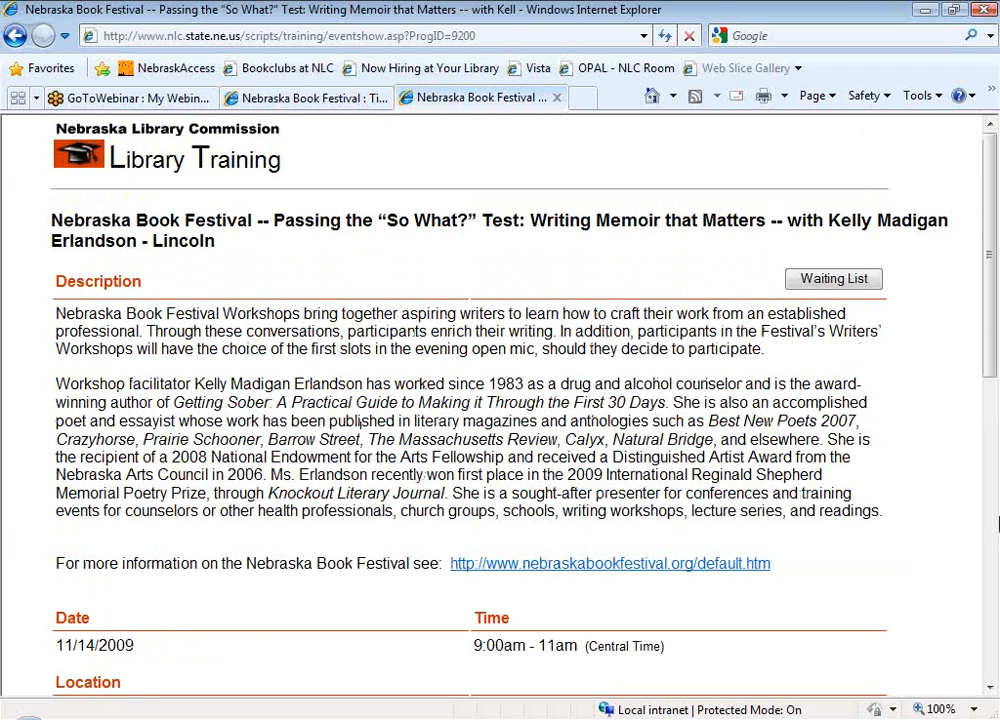 Nebraska Book Festival -- Passing the “So What?” Test: Writing Memoir that Matters -- with Kell - Windows Internet Explorer
http://www.nlc.state.ne.us/scripts/training/eventshow.asp?ProgID=9200
Google
Favorites NebraskAccess Bookclubs at NLC Now Hiring at Your Library Vista OPAL - NLC Room Web Slice Gallery
GoToWebinar : My Webin... Nebraska Book Festival : Ti... Nebraska Book Festival ... Page Safety Tools
Nebraska Library Commission
Library Training
Nebraska Book Festival -- Passing the “So What?” Test: Writing Memoir that Matters -- with Kelly Madigan
Erlandson - Lincoln
Description
Waiting List
Nebraska Book Festival Workshops bring together aspiring writers to learn how to craft their work from an established
professional. Through these conversations, participants enrich their writing. In addition, participants in the Festival’s Writers’
Workshops will have the choice of the first slots in the evening open mic, should they decide to participate.
Workshop facilitator Kelly Madigan Erlandson has worked since 1983 as a drug and alcohol counselor and is the award-
winning author of Getting Sober: A Practical Guide to Making it Through the First 30 Days. She is also an accomplished
poet and essayist whose work has been published in literary magazines and anthologies such as Best New Poets 2007,
Crazyhorse, Prairie Schooner, Barrow Street, The Massachusetts Review, Calyx, Natural Bridge, and elsewhere. She is
the recipient of a 2008 National Endowment for the Arts Fellowship and received a Distinguished Artist Award from the
Nebraska Arts Council in 2006. Ms. Erlandson recently won first place in the 2009 International Reginald Shepherd
Memorial Poetry Prize, through Knockout Literary Journal. She is a sought-after presenter for conferences and training
events for counselors or other health professionals, church groups, schools, writing workshops, lecture series, and readings.
For more information on the Nebraska Book Festival see: http://www.nebraskabookfestival.org/default.htm
Date Time
11/14/2009 9:00am - 11am (Central Time)
Location
Local intranet | Protected Mode: On 100%